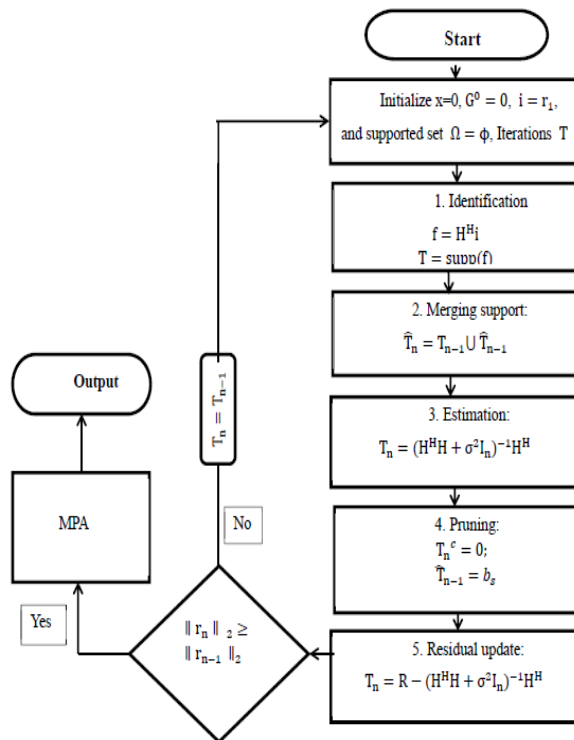 Start
Initialize x=0, G⁰ = 0, i = r₁,
and supported set Ω = ϕ, Iterations T
1. Identification
f = Hᴴi
T = supp(f)
2. Merging support:
T̂ₙ = Tₙ₋₁ ∪ T̂ₙ₋₁
3. Estimation:
Tₙ = (HᴴH + σ²Iₙ)⁻¹Hᴴ
4. Pruning:
Tₙᶜ = 0;
T̂ₙ₋₁ = bₛ
5. Residual update:
Tₙ = R − (HᴴH + σ²Iₙ)⁻¹Hᴴ
‖ rₙ ‖ ₂ ≥
‖ rₙ₋₁ ‖₂
No
Tₙ = Tₙ₋₁
Yes
MPA
Output